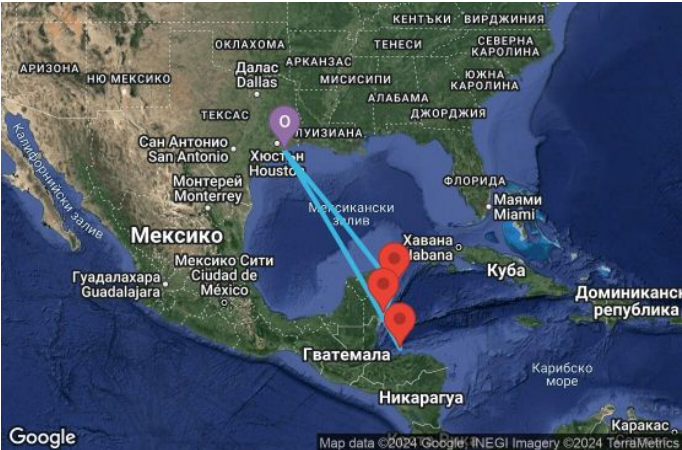 КЕНТЪКИ
ВИРДЖИНИЯ
ОКЛАХОМА
ТЕНЕСИ
СЕВЕРНА
КАРОЛИНА
АРИЗОНА
НЮ МЕКСИКО
Далас
Dallas
АРКАНЗАС
МИСИСИПИ
ЮЖНА
КАРОЛИНА
АЛАБАМА
ТЕКСАС
ДЖОРДЖИЯ
O
ЛУИЗИАНА
Сан Антонио
San Antonio
Хюстън
Houston
Калифорнийски залив
Монтерей
Monterrey
ФЛОРИДА
Маями
Miami
Мексикански
залив
Мексико
Хавана
Habana
Мексико Сити
Ciudad de
México
Куба
Гуадалахара
Guadalajara
Доминиканск
република
Гватемала
Карибско
море
Никарагуа
Каракас
Google
Map data ©2024 Google, INEGI Imagery ©2024 TerraMetrics